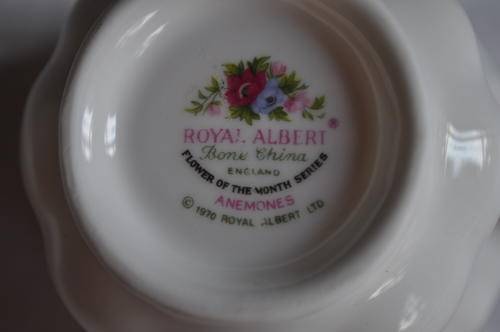 ROYAL ALBERT®
Bone China
ENGLAND
FLOWER OF THE MONTH SERIES
ANEMONES
© 1970 ROYAL ALBERT LTD